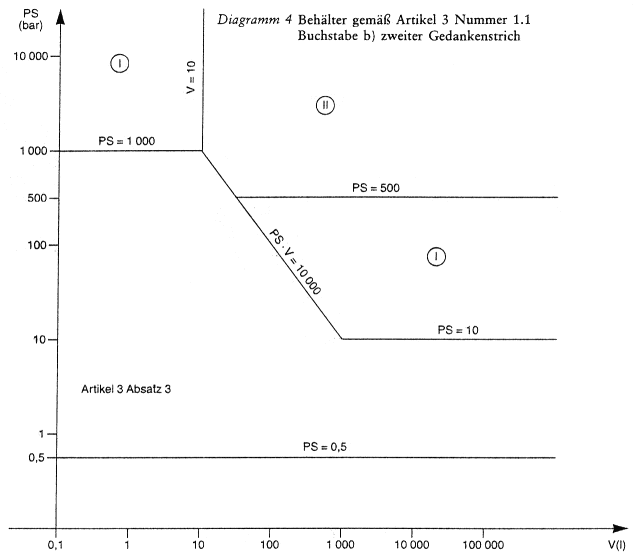 PS
(bar)
Diagramm 4 Behälter gemäß Artikel 3 Nummer 1.1
Buchstabe b) zweiter Gedankenstrich
10 000
I
V = 10
II
PS = 1 000
1 000
PS = 500
500
100
PS . V = 10 000
I
PS = 10
10
Artikel 3 Absatz 3
1
PS = 0,5
0,5
0,1
1
10
100
1 000
10 000
100 000
V(l)